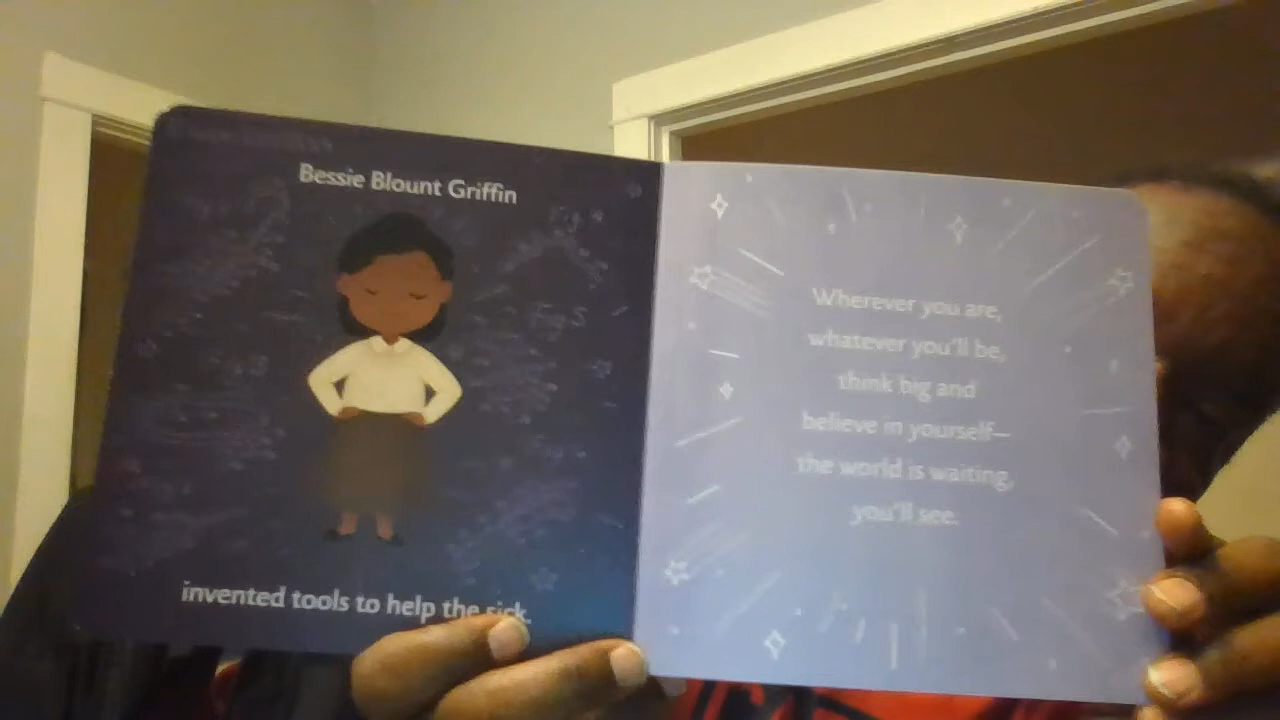 Bessie Blount Griffin
invented tools to help the sick.
Wherever you are,
whatever you'll be,
think big and
believe in yourself—
the world is waiting,
you'll see.